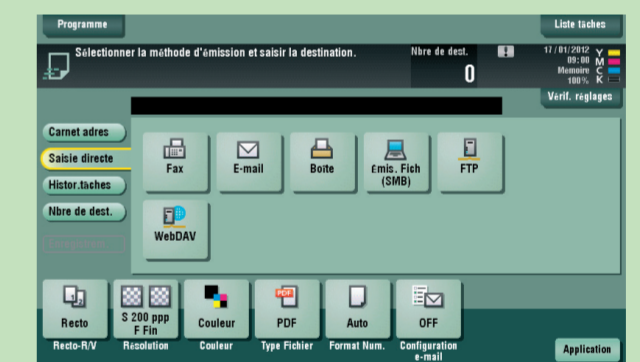 Programme
Liste tâches
Sélectionner la méthode d'émission et saisir la destination.
Nbre de dest.
0
17/01/2012
09:00
Memoire
100%
Y
M
C
K
Vérif. réglages
Carnet adres
Saisie directe
Histor.tâches
Nbre de dest.
Fax
E-mail
Boîte
Émis. Fich
(SMB)
FTP
WebDAV
Recto
S 200 ppp
F Fin
Couleur
PDF
PDF
Auto
OFF
Recto-R/V
Résolution
Couleur
Type Fichier
Format Num.
Configuration
e-mail
Application